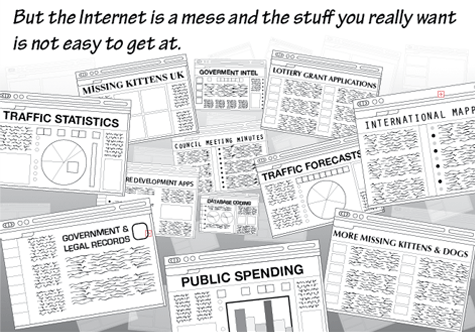 But the Internet is a mess and the stuff you really want
is not easy to get at.
MISSING KITTENS UK
GOVERMENT INTEL
LOTTERY GRANT APPLICATIONS
TRAFFIC STATISTICS
INTERNATIONAL MAPP
COUNCIL MEETING MINUTES
TRAFFIC FORECASTS
RE DEVELOPMENT APPS
DATABASE CODING
GOVERNMENT &
LEGAL RECORDS
MORE MISSING KITTENS & DOGS
PUBLIC SPENDING